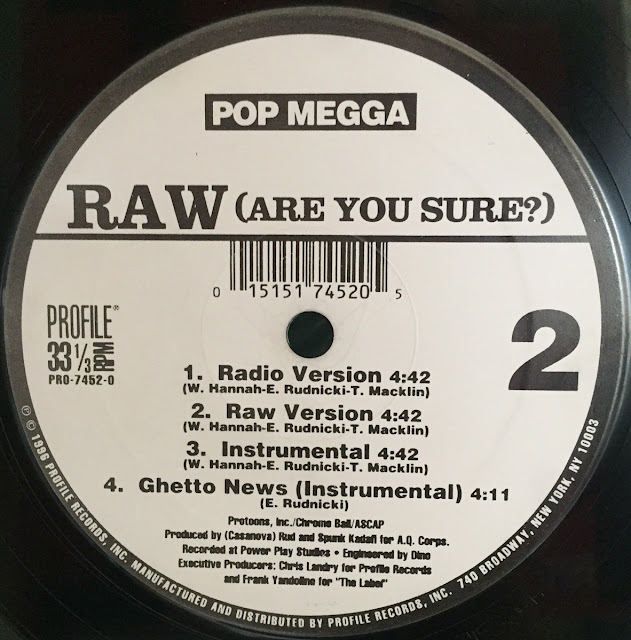 POP MEGGA
RAW (ARE YOU SURE?)
0 15151 74520 5
PROFILE®
33 1/3 RPM
PRO-7452-0
2
1. Radio Version 4:42
(W. Hannah-E. Rudnicki-T. Macklin)
2. Raw Version 4:42
(W. Hannah-E. Rudnicki-T. Macklin)
3. Instrumental 4:42
(W. Hannah-E. Rudnicki-T. Macklin)
4. Ghetto News (Instrumental) 4:11
(E. Rudnicki)
Protoons, Inc./Chrome Ball/ASCAP
Produced by (Casanova) Rud and Spunk Kadafi for A.Q. Corps.
Recorded at Power Play Studios • Engineered by Dino
Executive Producers: Chris Landry for Profile Records
and Frank Yandolino for "The Label"
℗ © 1996 PROFILE RECORDS, INC. MANUFACTURED AND DISTRIBUTED BY PROFILE RECORDS, INC. 740 BROADWAY, NEW YORK, NY 10003